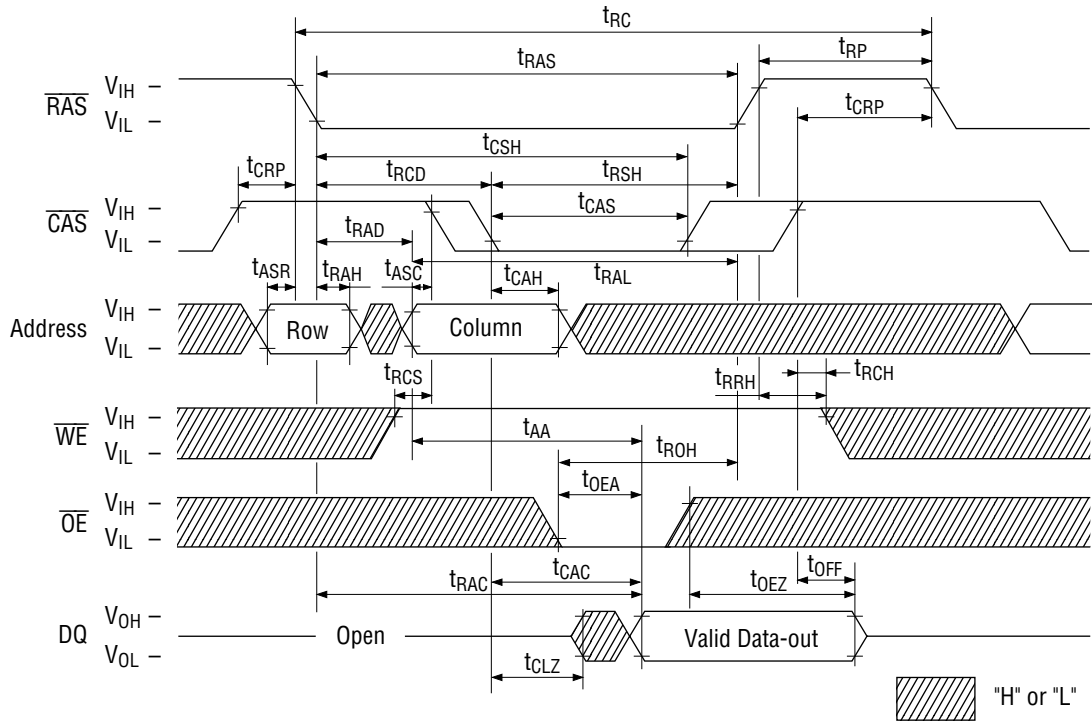 tRC
tRAS
tRP
RAS
VIH –
VIL –
tCRP
tCSH
tCRP
tRCD
tRSH
CAS
VIH –
VIL –
tCAS
tRAD
tRAL
tASR
tRAH
tASC
tCAH
Address
VIH –
VIL –
Row
Column
tRCS
tRRH
tRCH
WE
VIH –
VIL –
tAA
tROH
tOEA
OE
VIH –
VIL –
tCAC
tRAC
tOEZ
tOFF
DQ
VOH –
VOL –
Open
Valid Data-out
tCLZ
"H" or "L"